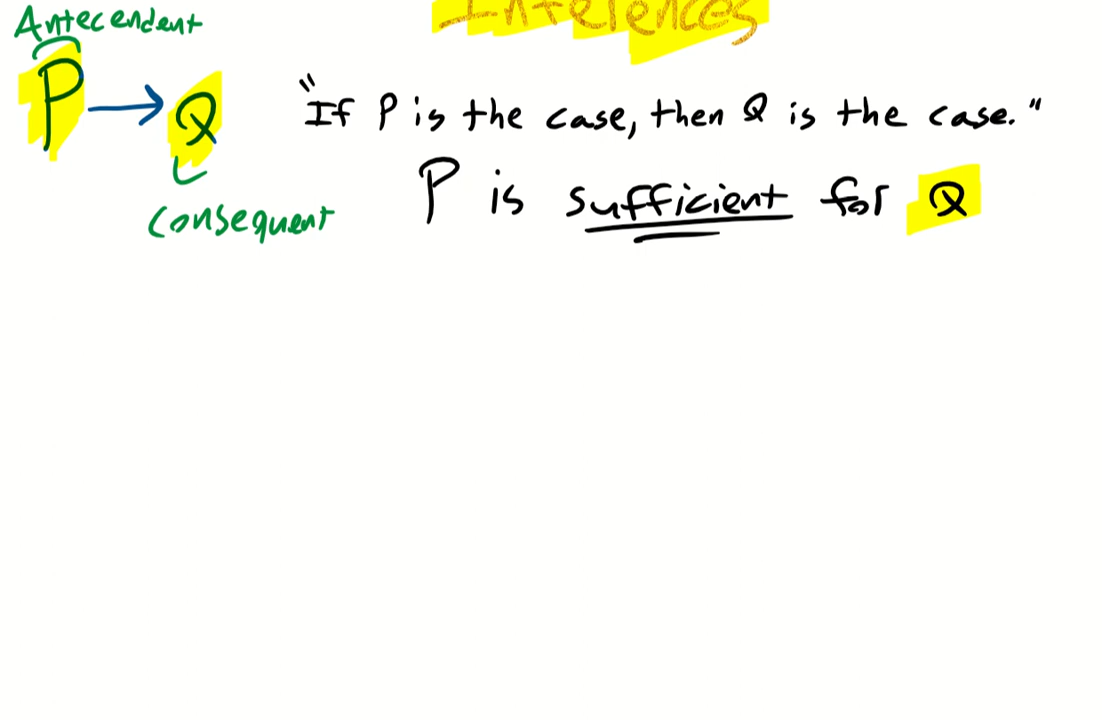 Inferences
Antecendent
P → Q "If P is the case, then Q is the case."
P is sufficient for Q
Consequent